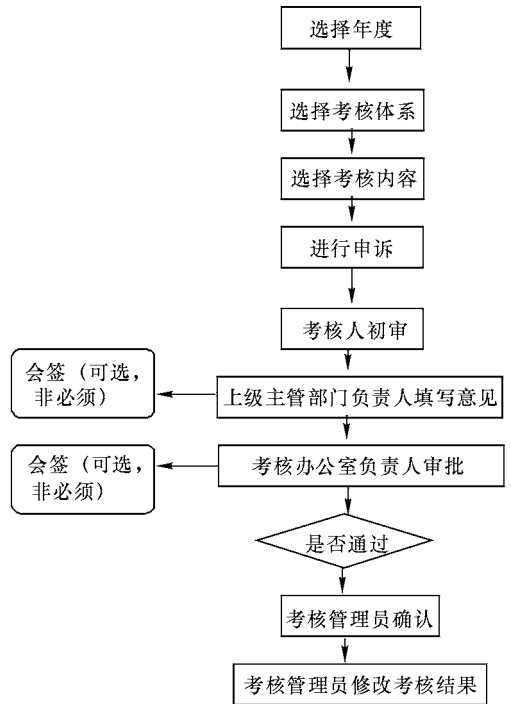 选择年度
选择考核体系
选择考核内容
进行申诉
考核人初审
会签（可选，
非必须）
上级主管部门负责人填写意见
会签（可选，
非必须）
考核办公室负责人审批
是否通过
考核管理员确认
考核管理员修改考核结果